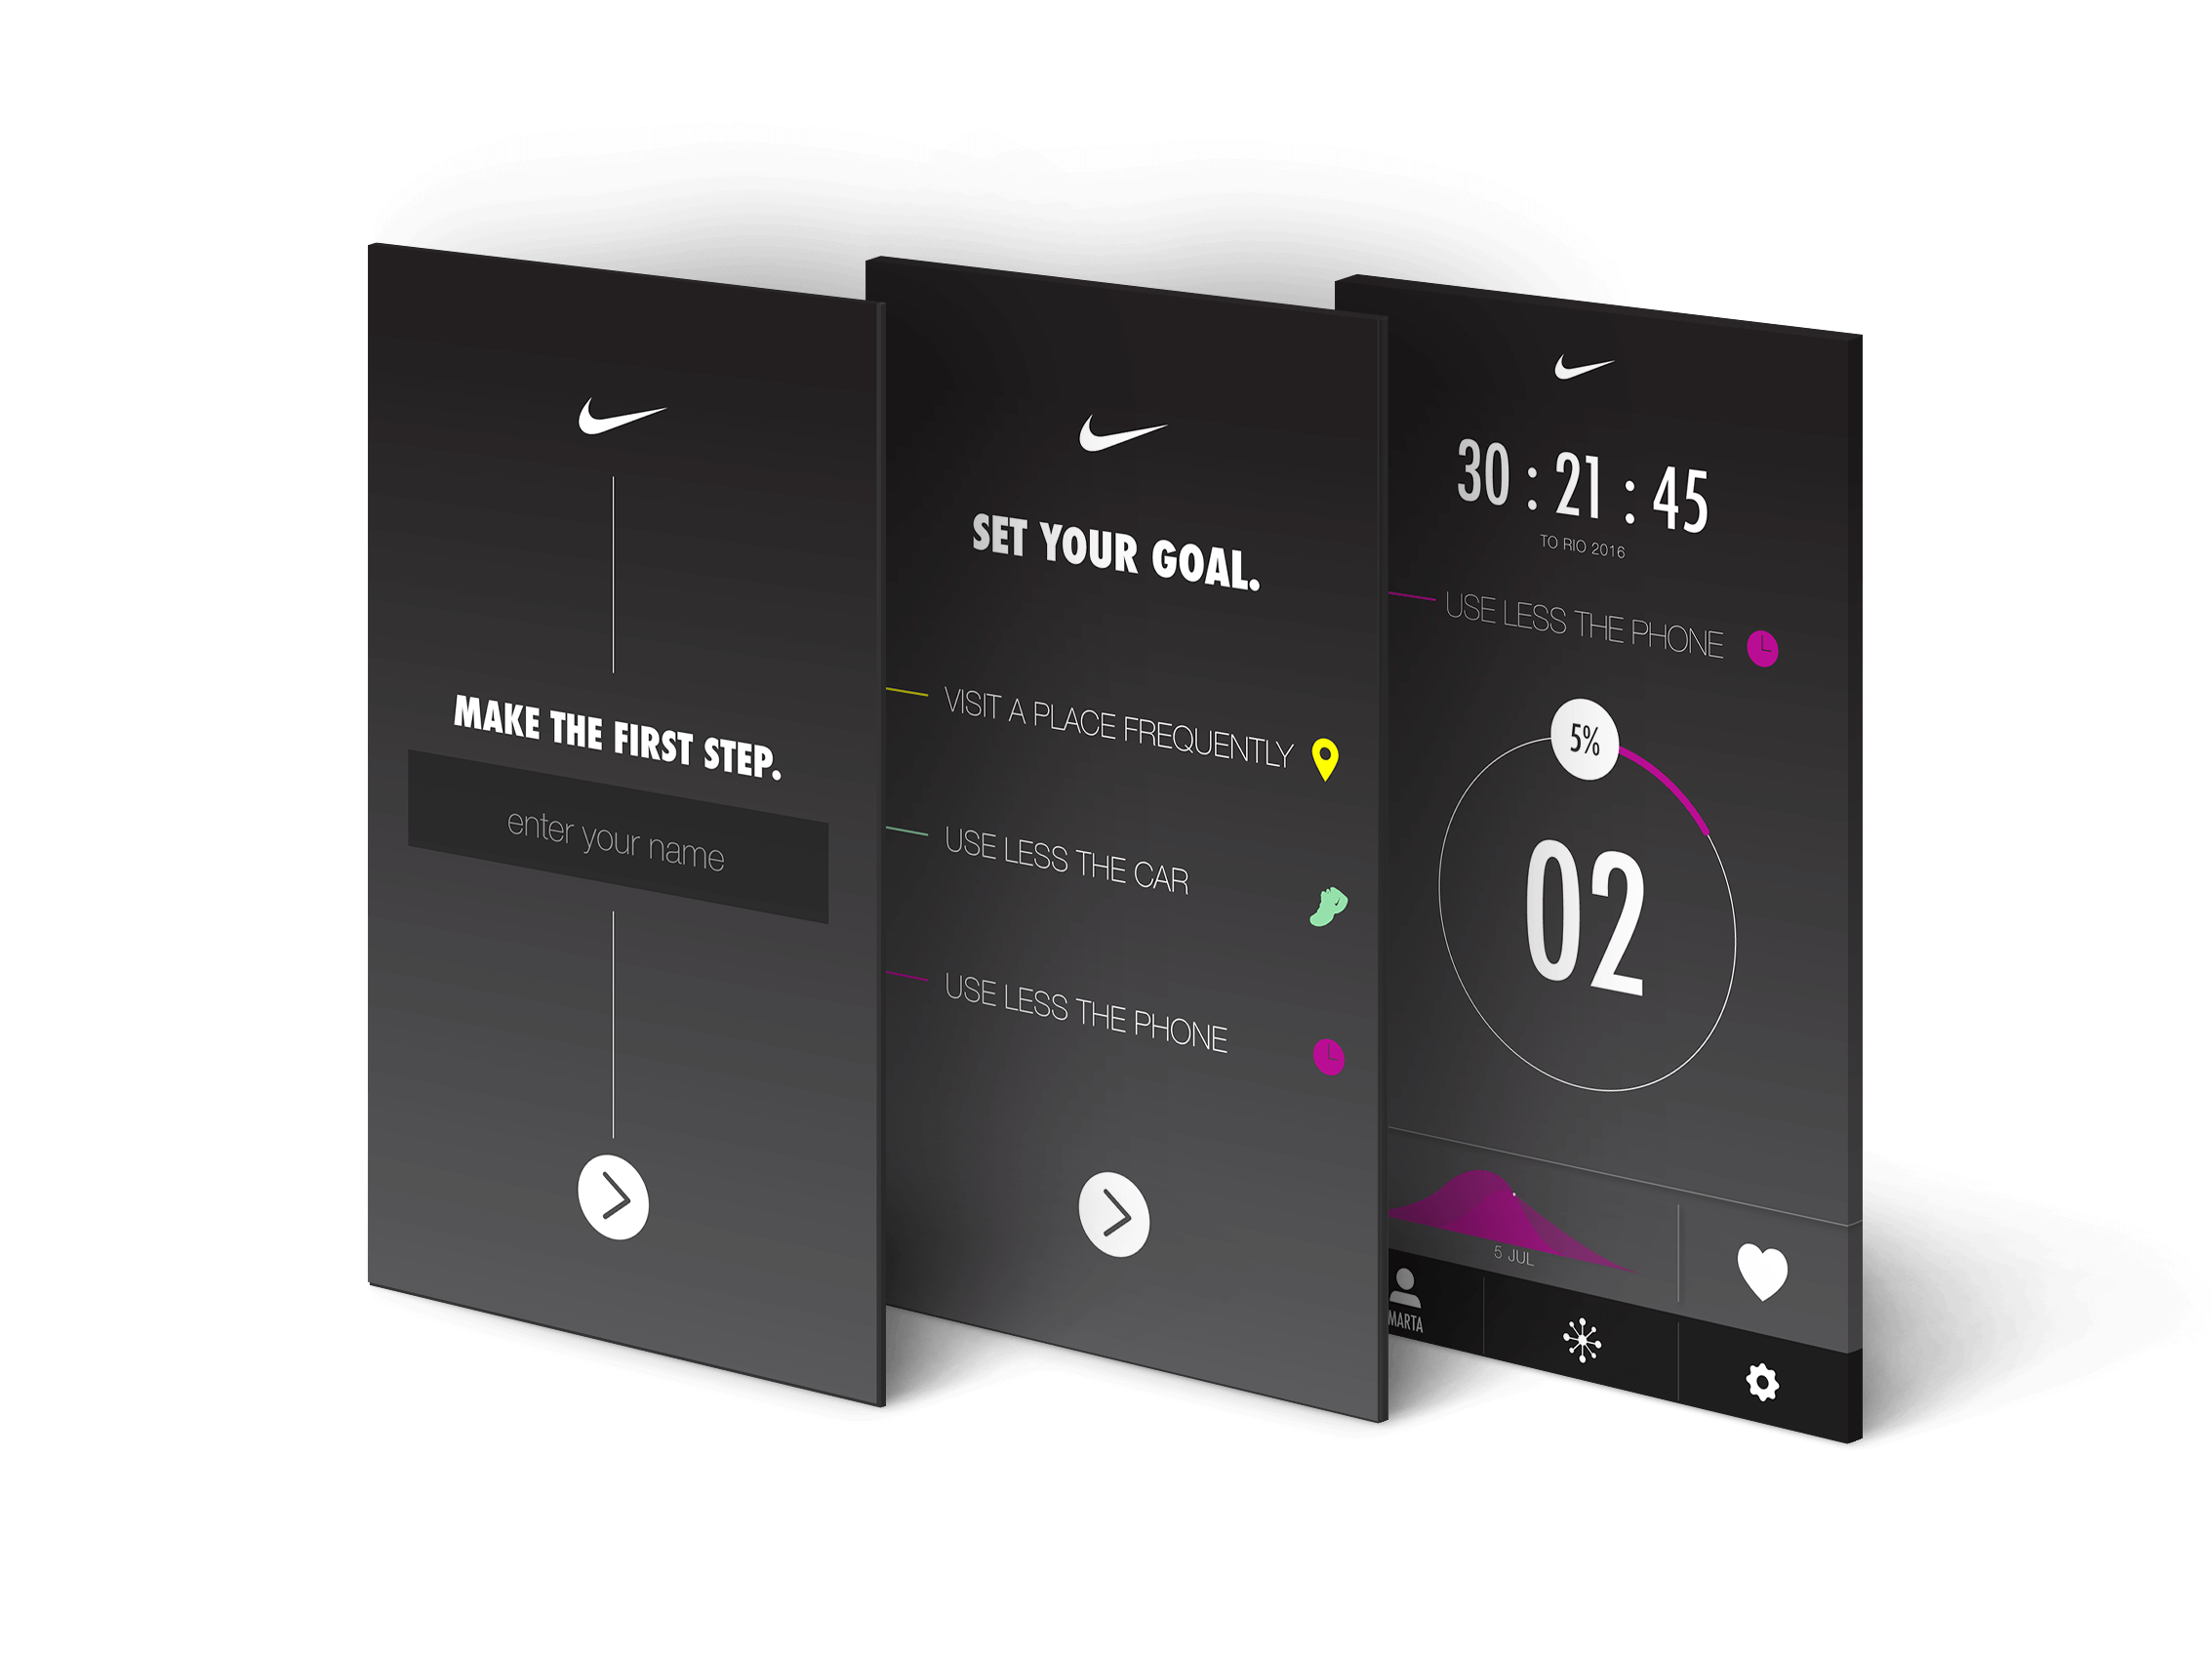 MAKE THE FIRST STEP.
enter your name
SET YOUR GOAL.
VISIT A PLACE FREQUENTLY
USE LESS THE CAR
USE LESS THE PHONE
30 : 21 : 45
TO RIO 2016
USE LESS THE PHONE
5%
02
5 JUL
MARTA